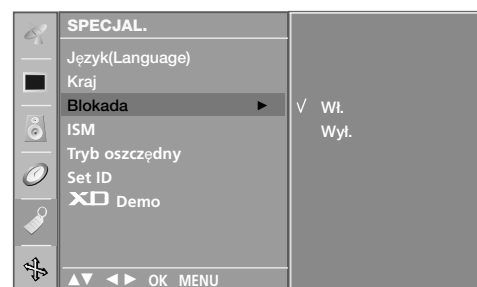 SPECJAL.
Język(Language)
Kraj
Blokada ►
√ Wł.
Wył.
ISM
Tryb oszczędny
Set ID
XD Demo
▲▼ ◄► OK MENU